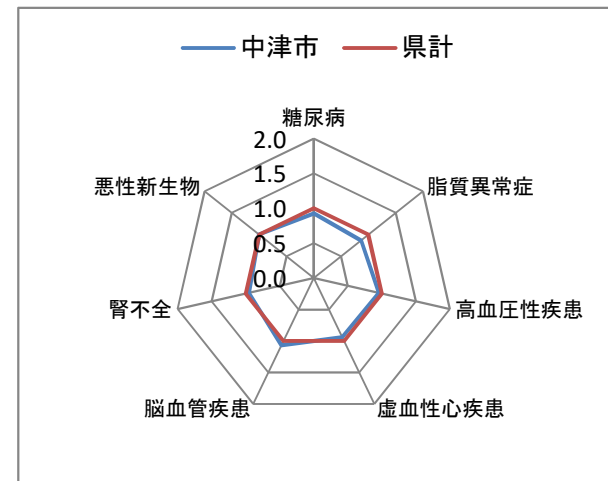 中津市 県計
糖尿病
2.0
1.5
1.0
0.5
0.0
脂質異常症
高血圧性疾患
虚血性心疾患
脳血管疾患
腎不全
悪性新生物